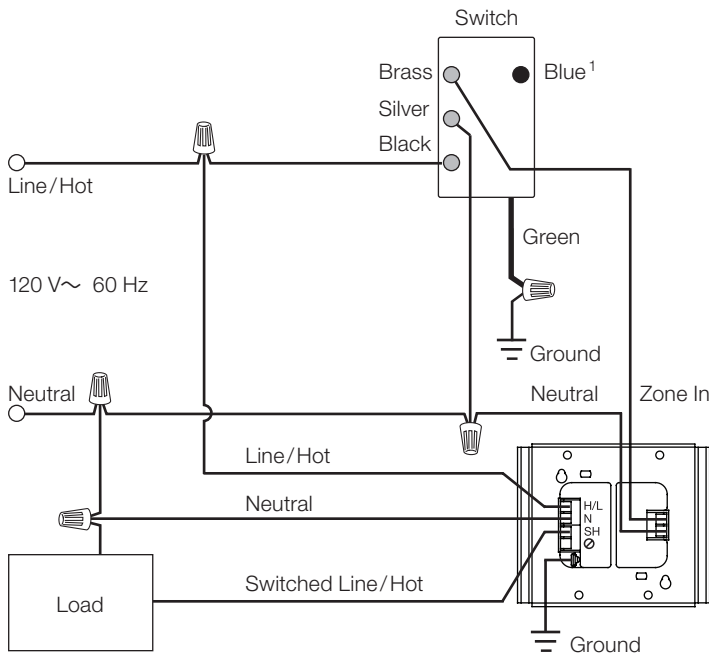 Switch
Brass
Blue¹
Silver
Black
Line/Hot
Green
120 V~ 60 Hz
Ground
Neutral
Neutral
Zone In
Line/Hot
H/L
Neutral
N
SH
Load
Switched Line/Hot
Ground